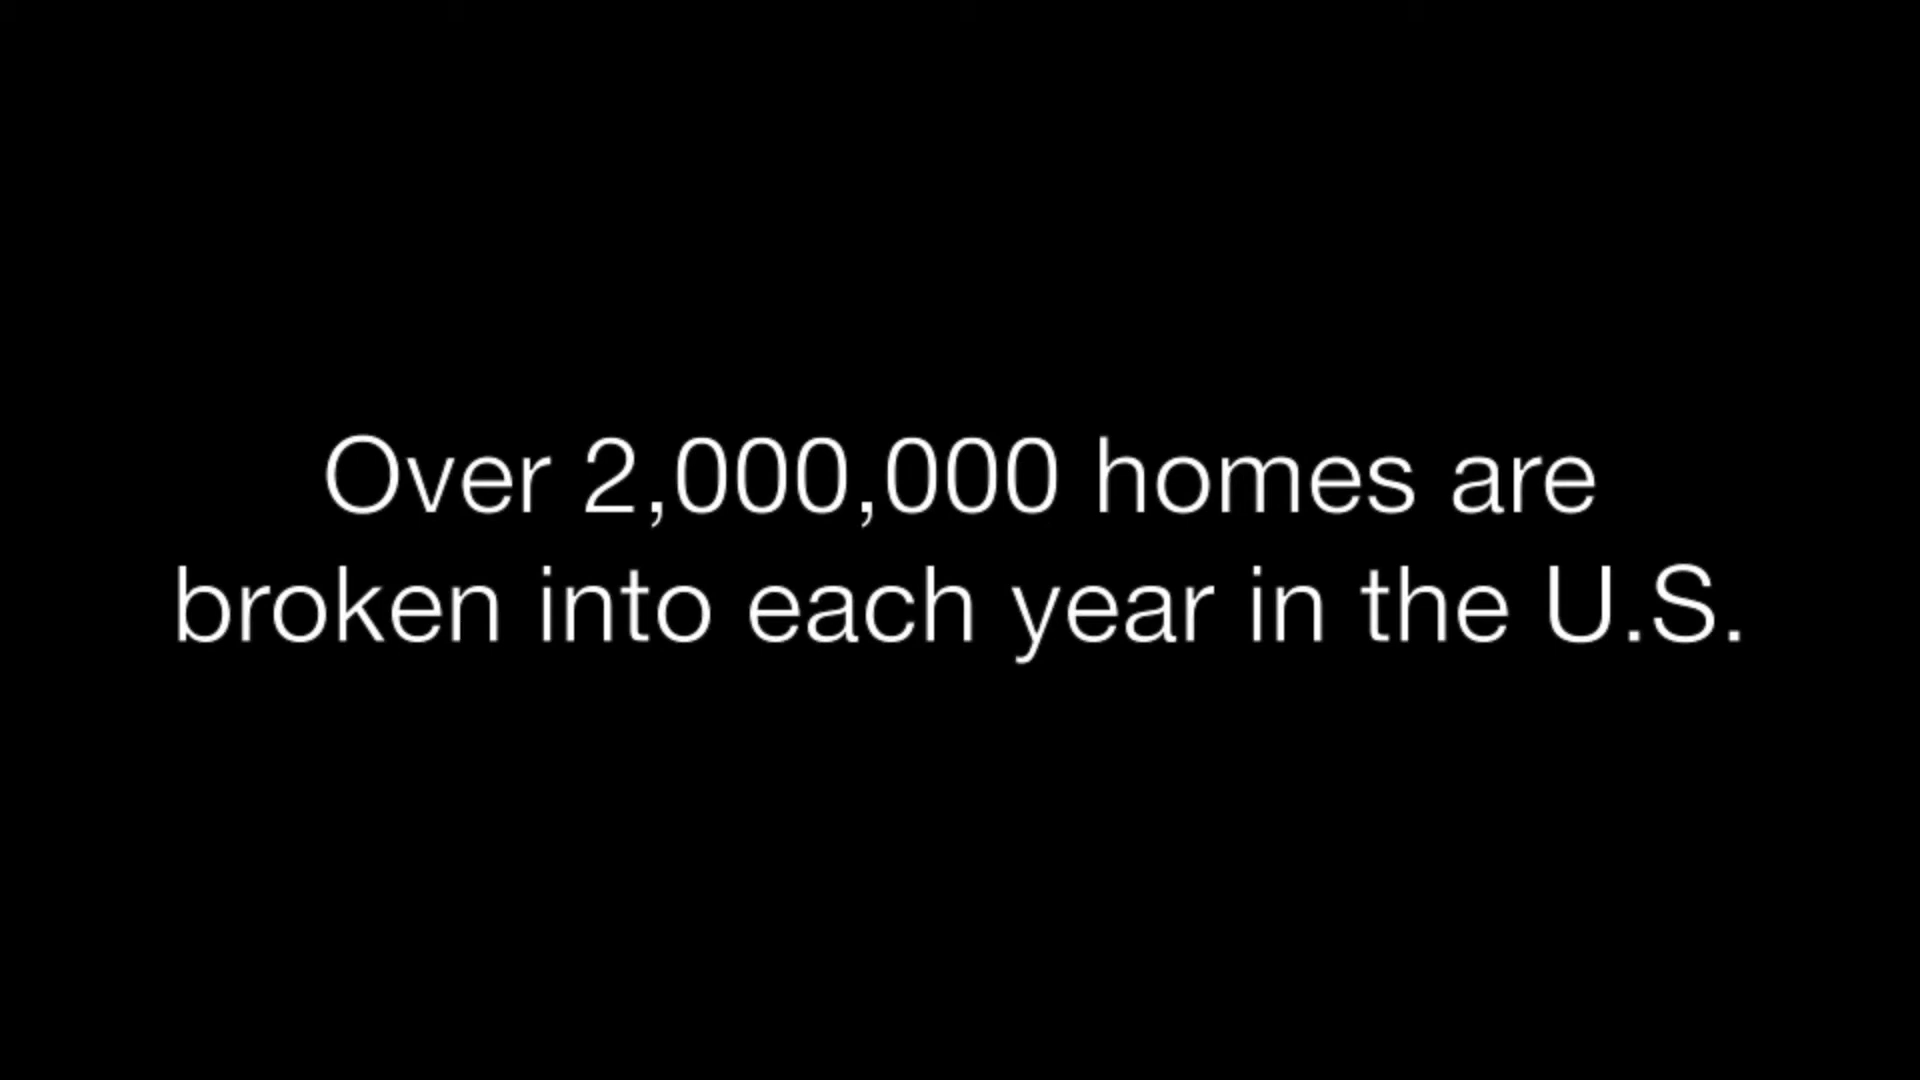 Over 2,000,000 homes are
broken into each year in the U.S.